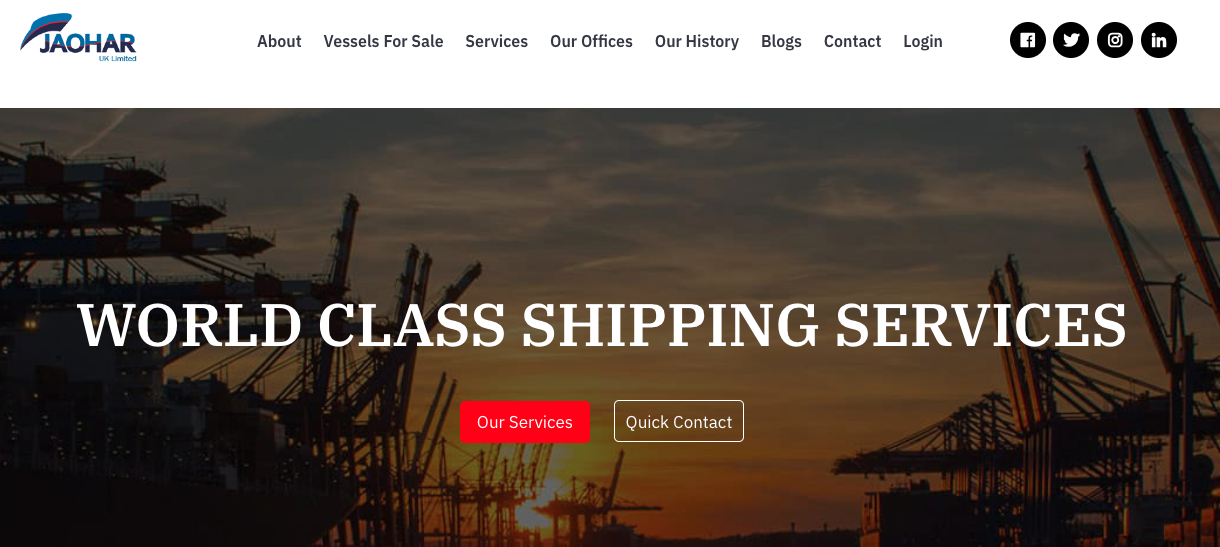 JAOHAR
UK Limited
About Vessels For Sale Services Our Offices Our History Blogs Contact Login
WORLD CLASS SHIPPING SERVICES
Our Services Quick Contact